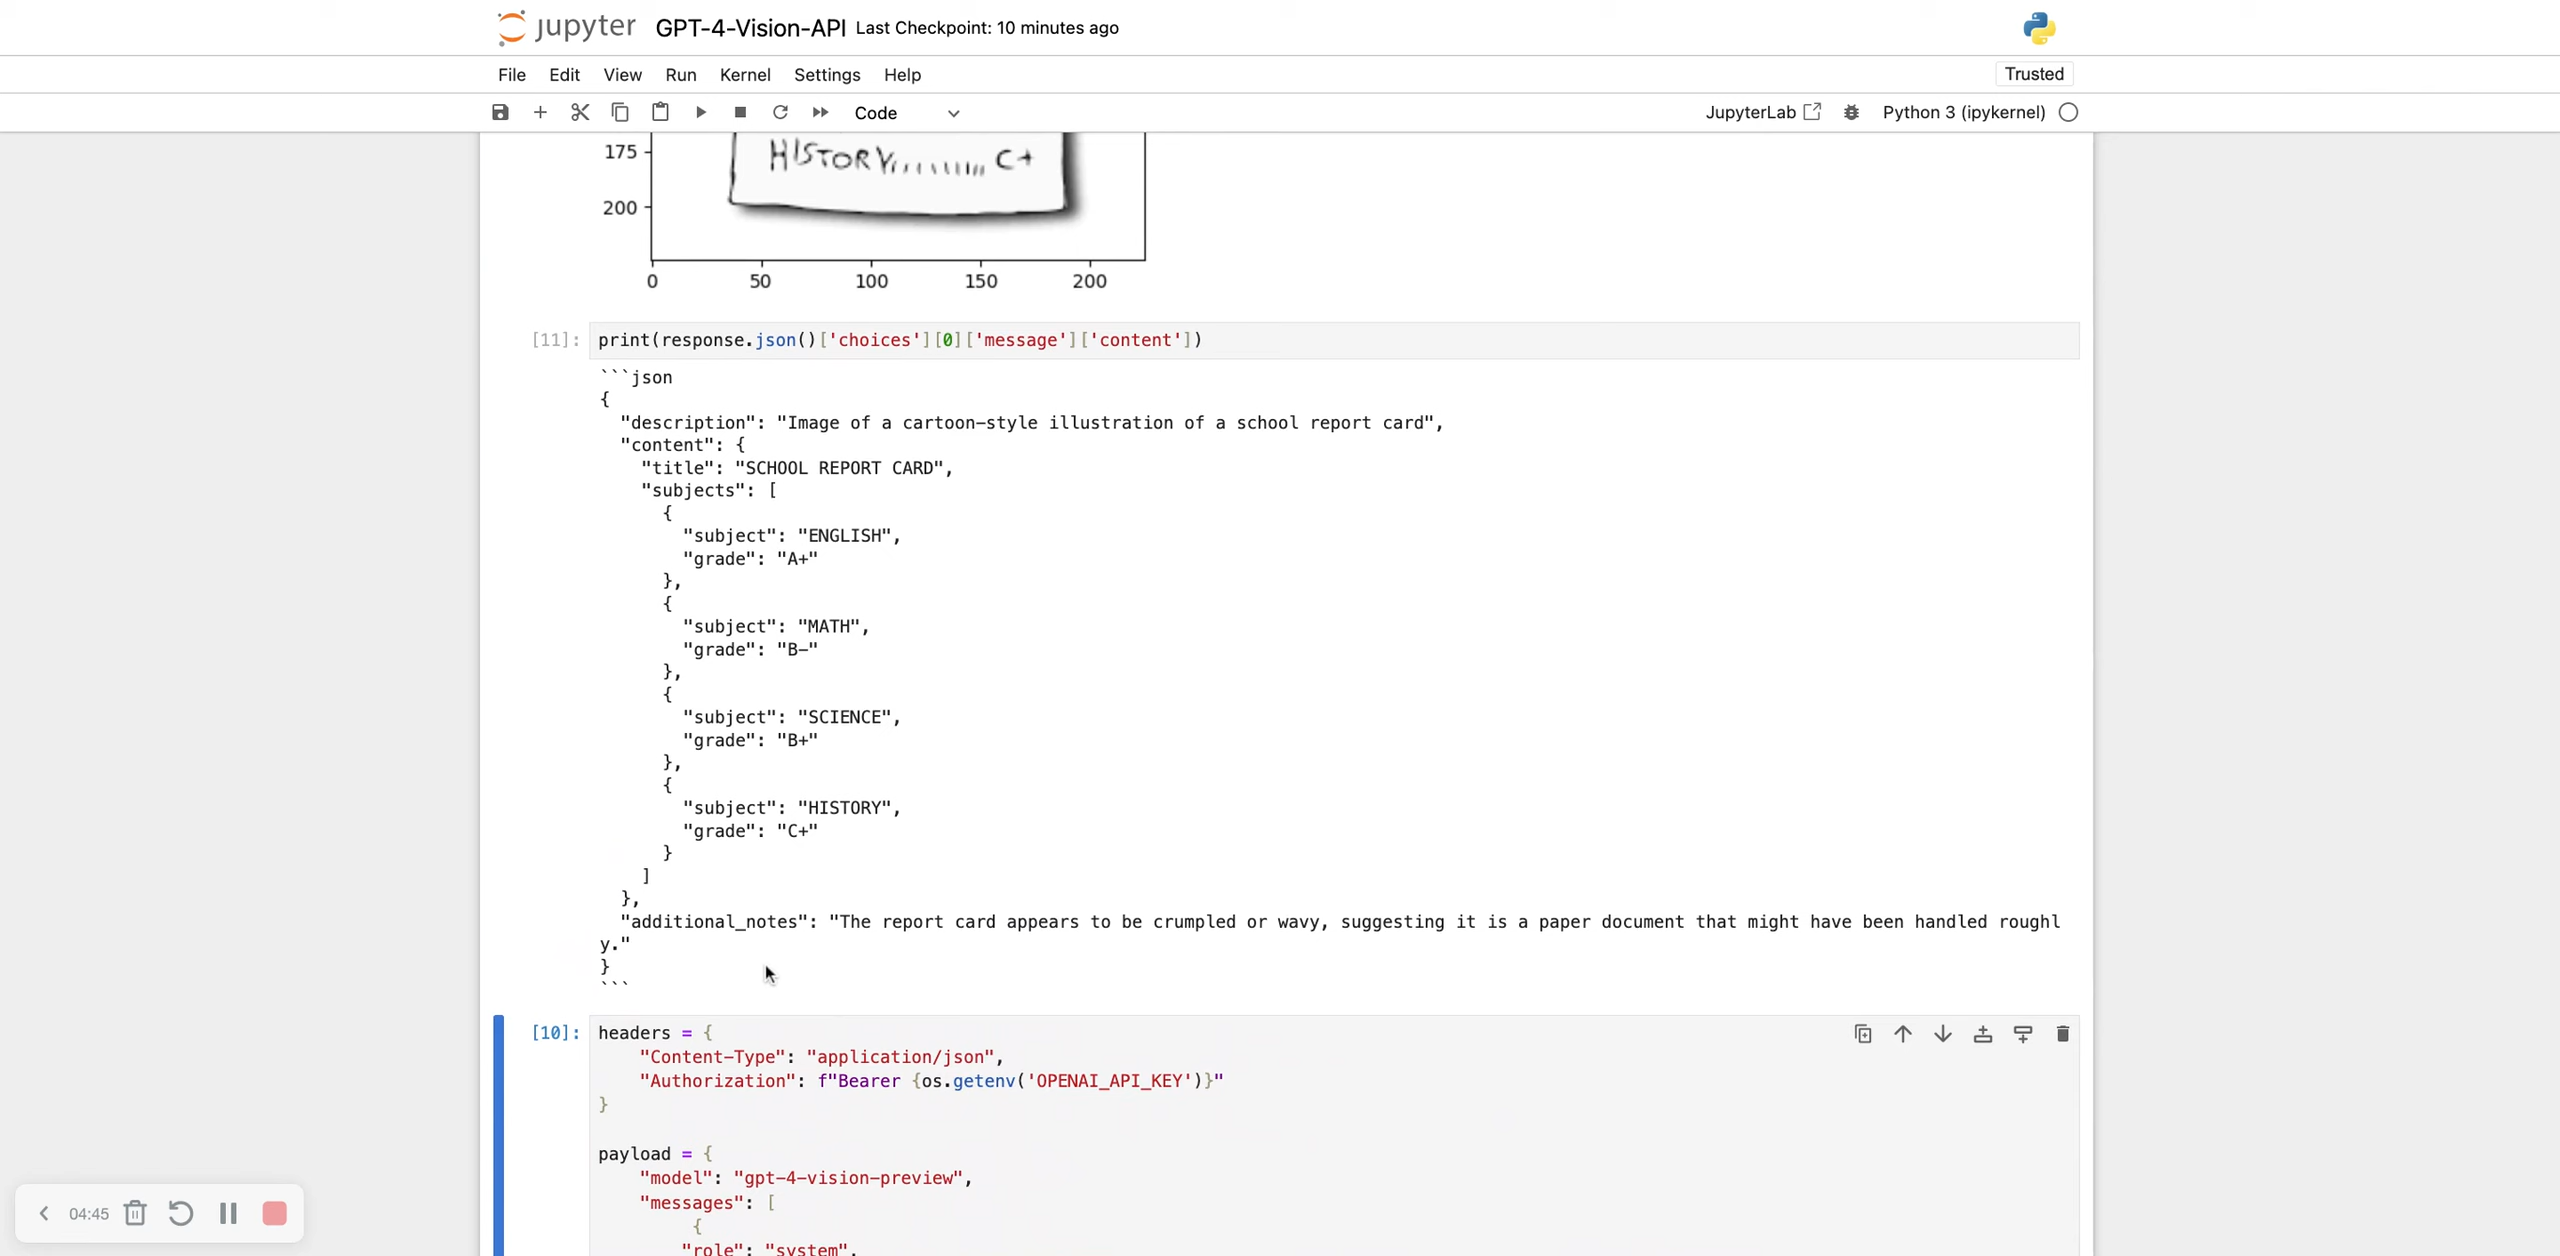 jupyter GPT-4-Vision-API Last Checkpoint: 10 minutes ago
File Edit View Run Kernel Settings Help
Trusted
Code
JupyterLab
Python 3 (ipykernel)
175
HISTORY......... C+
200
0 50 100 150 200
[11]: print(response.json()['choices'][0]['message']['content'])
```json
{
"description": "Image of a cartoon-style illustration of a school report card",
"content": {
"title": "SCHOOL REPORT CARD",
"subjects": [
{
"subject": "ENGLISH",
"grade": "A+"
},
{
"subject": "MATH",
"grade": "B-"
},
{
"subject": "SCIENCE",
"grade": "B+"
},
{
"subject": "HISTORY",
"grade": "C+"
}
]
},
"additional_notes": "The report card appears to be crumpled or wavy, suggesting it is a paper document that might have been handled roughl
y."
}
```
[10]: headers = {
"Content-Type": "application/json",
"Authorization": f"Bearer {os.getenv('OPENAI_API_KEY')}"
}
payload = {
"model": "gpt-4-vision-preview",
"messages": [
{
"role": "system",
04:45